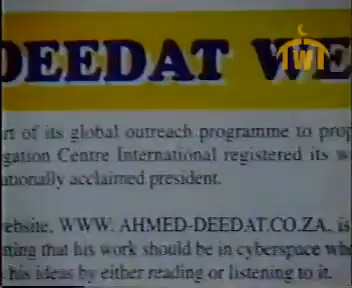 DEEDAT WE
TWT
rt of its global outreach programme to prop
gation Centre International registered its w
ationally acclaimed president.
ebsite, WWW. AHMED-DEEDAT.CO.ZA, is
ning that his work should be in cyberspace whe
his ideas by either reading or listening to it.